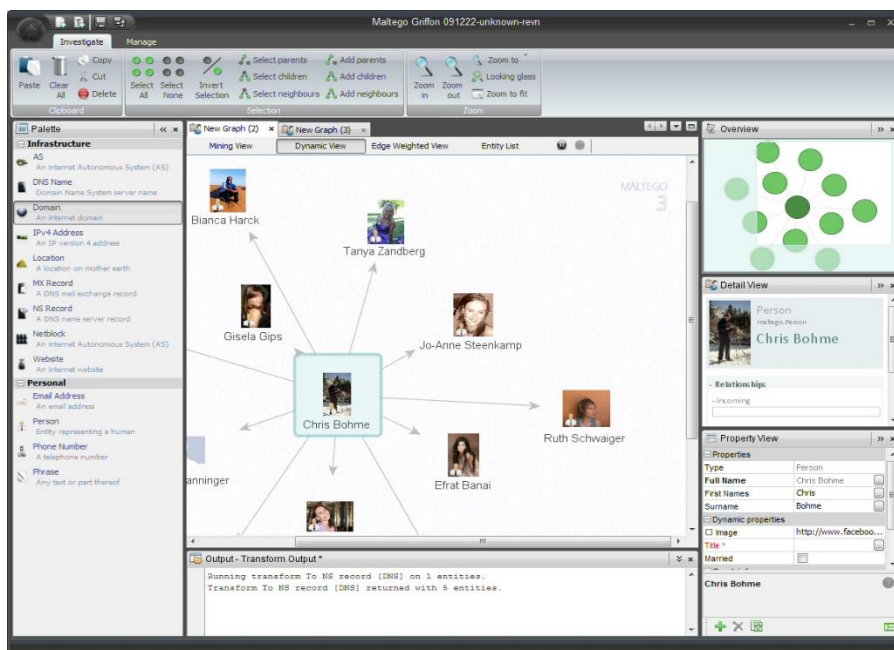 Maltego Griffon 091222-unknown-revn
Investigate
Manage
Paste
Clear All
Copy
Cut
Delete
Clipboard
Select All
Select None
Invert Selection
Select parents
Select children
Select neighbours
Add parents
Add children
Add neighbours
Selection
Zoom in
Zoom out
Zoom to
Looking glass
Zoom to fit
Zoom
Palette
Infrastructure
AS
An internet Autonomous System (AS)
DNS Name
Domain Name System server name
Domain
An internet domain
IPv4 Address
An IP version 4 address
Location
A location on mother earth
MX Record
A DNS mail exchange record
NS Record
A DNS name server record
Netblock
An internet Autonomous System (AS)
Website
An internet website
Personal
Email Address
An email address
Person
Entity representing a human
Phone Number
A telephone number
Phrase
Any text or part thereof
New Graph (2)
New Graph (3)
Mining View
Dynamic View
Edge Weighted View
Entity List
MALTEGO
3
Bianca Harck
Tanya Zandberg
Gisela Gips
Jo-Anne Steenkamp
Chris Bohme
Ruth Schwaiger
anninger
Efrat Banai
Output - Transform Output *
Running transform To NS record [DNS] on 1 entities.
Transform To NS record [DNS] returned with 5 entities.
Overview
Detail View
Person
maltego.Person
Chris Bohme
- Relationships
- Incoming
Property View
Properties
Type Person
Full Name Chris Bohme
First Names Chris
Surname Bohme
Dynamic properties
Image http://www.faceboo...
Title *
Married
Chris Bohme